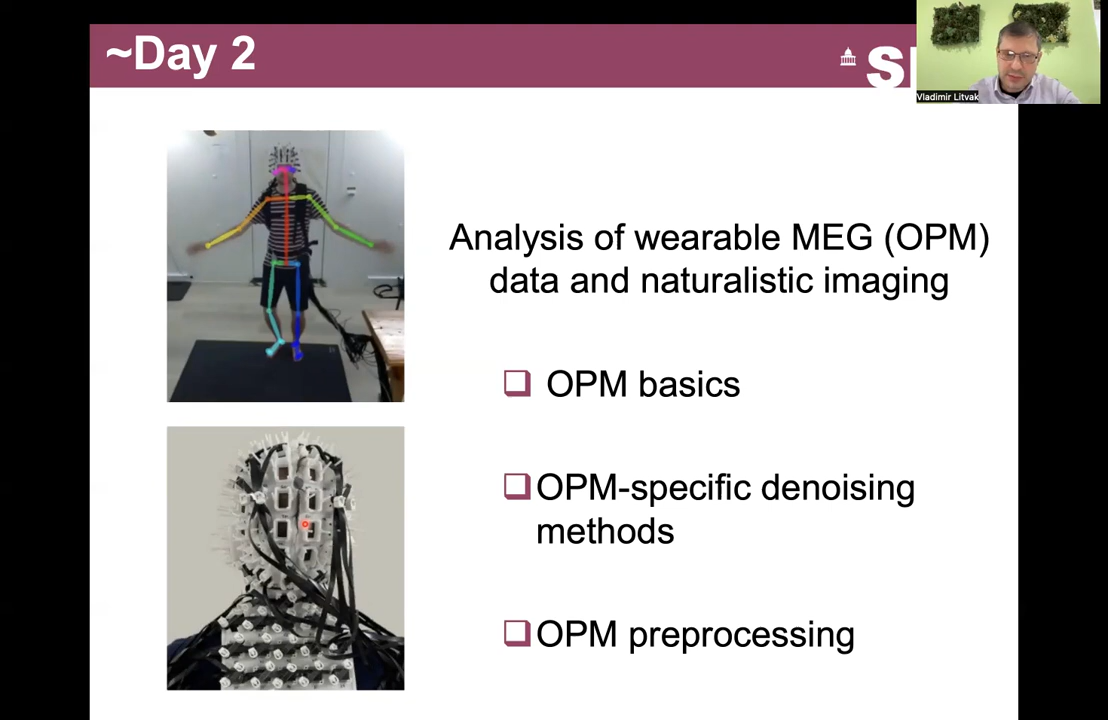 ~Day 2
Vladimir Litvak
Analysis of wearable MEG (OPM)
data and naturalistic imaging
OPM basics
OPM-specific denoising
methods
OPM preprocessing